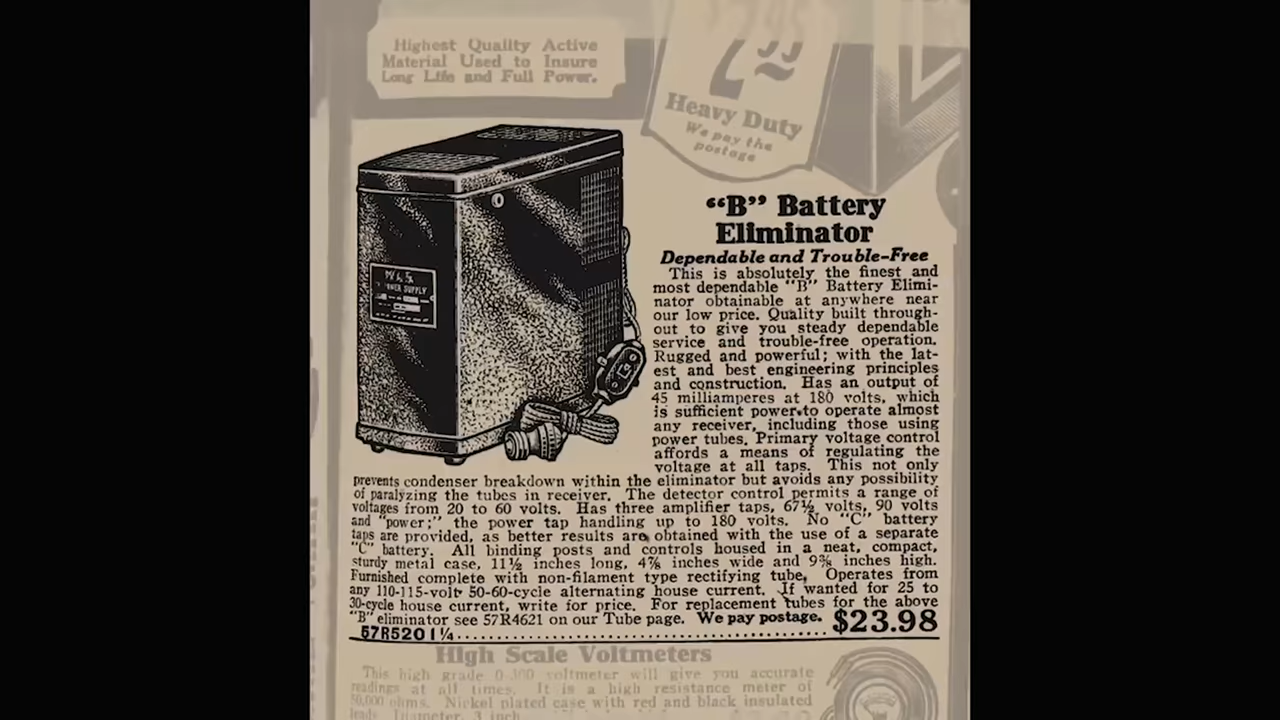 Highest Quality Active
Material Used to Insure
Long Life and Full Power.
Heavy Duty
We pay the
postage
"B" Battery
Eliminator
Dependable and Trouble-Free
This is absolutely the finest and
most dependable "B" Battery Elimi-
nator obtainable at anywhere near
our low price. Quality built through-
out to give you steady dependable
service and trouble-free operation.
Rugged and powerful; with the lat-
est and best engineering principles
and construction. Has an output of
45 milliamperes at 180 volts, which
is sufficient power to operate almost
any receiver, including those using
power tubes. Primary voltage control
affords a means of regulating the
voltage at all taps. This not only
prevents condenser breakdown within the eliminator but avoids any possibility
of paralyzing the tubes in receiver. The detector control permits a range of
voltages from 20 to 60 volts. Has three amplifier taps, 67½ volts, 90 volts
and "power;" the power tap handling up to 180 volts. No "C" battery
taps are provided, as better results are obtained with the use of a separate
"C" battery. All binding posts and controls housed in a neat, compact,
sturdy metal case, 11½ inches long, 4⅞ inches wide and 9⅜ inches high.
Furnished complete with non-filament type rectifying tube. Operates from
any 110-115-volt 50-60-cycle alternating house current. If wanted for 25 to
30-cycle house current, write for price. For replacement tubes for the above
"B" eliminator see 57R4621 on our Tube page. We pay postage. $23.98
57R5201¼
High Scale Voltmeters
This high grade 0-300 voltmeter will give you accurate
readings at all times. It is a high resistance meter of
50,000 ohms. Nickel plated case with red and black insulated
leads. Diameter, 3 inch